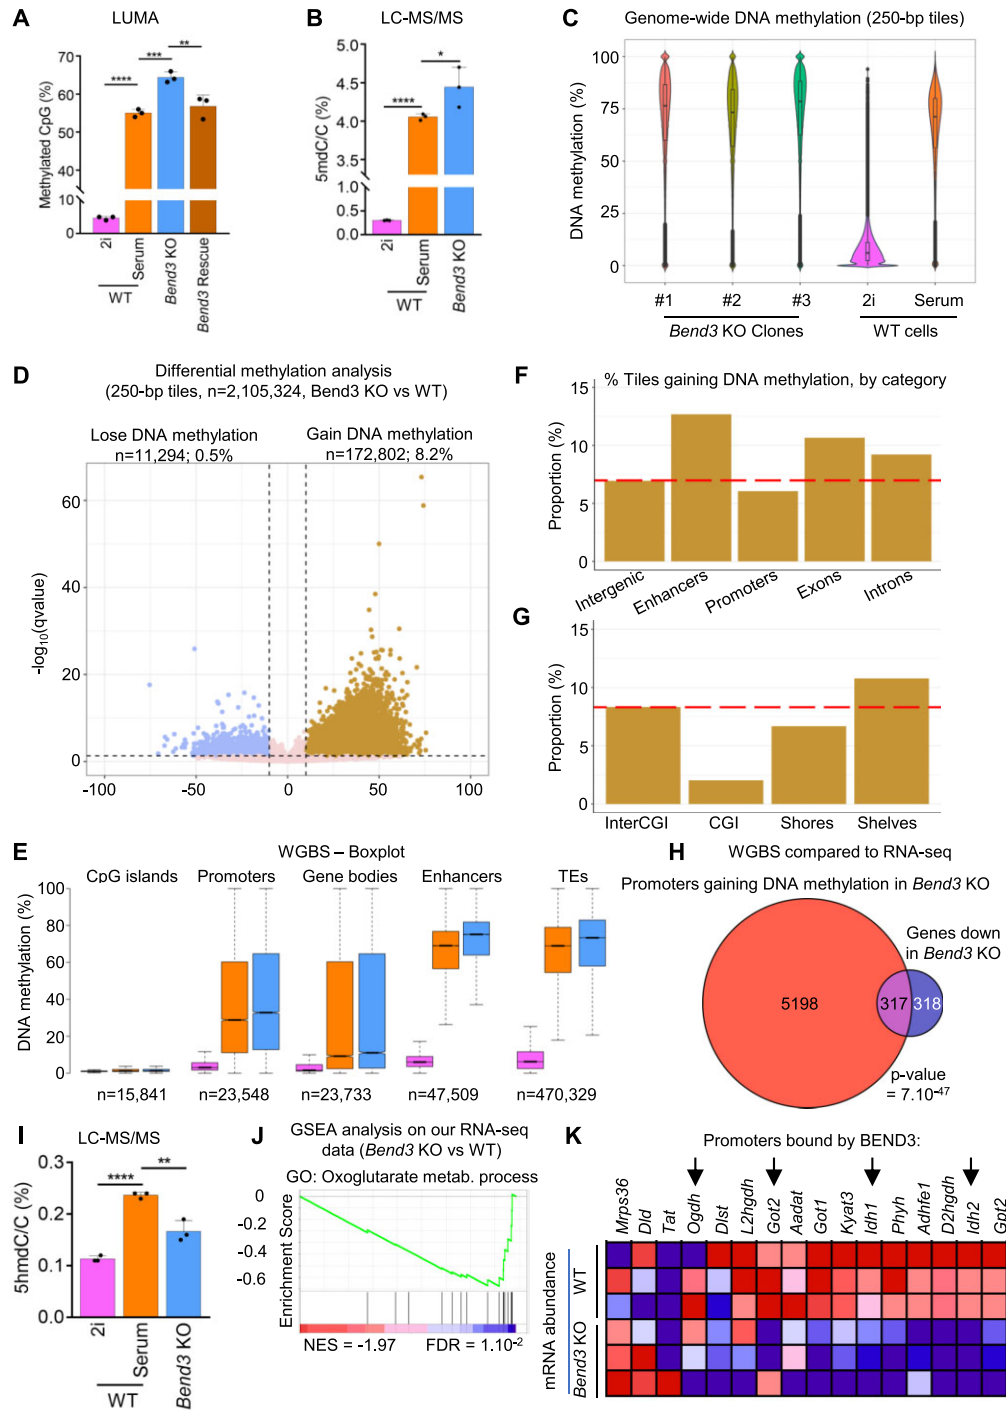 A
LUMA
Methylated CpG (%)
70
60
50
40
10
0
****
***
**
2i
Serum
Bend3 KO
Bend3 Rescue
WT
B
LC-MS/MS
5mdC/C (%)
5.0
4.5
4.0
3.5
1.0
0.5
0.0
****
*
2i
Serum
Bend3 KO
WT
C
Genome-wide DNA methylation (250-bp tiles)
DNA methylation (%)
100
75
50
25
0
#1
#2
#3
2i
Serum
Bend3 KO Clones
WT cells
D
Differential methylation analysis
(250-bp tiles, n=2,105,324, Bend3 KO vs WT)
Lose DNA methylation
n=11,294; 0.5%
Gain DNA methylation
n=172,802; 8.2%
-log10(qvalue)
60
40
20
0
-100
-50
0
50
100
F
% Tiles gaining DNA methylation, by category
Proportion (%)
15
10
5
0
Intergenic
Enhancers
Promoters
Exons
Introns
G
Proportion (%)
15
10
5
0
InterCGI
CGI
Shores
Shelves
E
WGBS – Boxplot
CpG islands
Promoters
Gene bodies
Enhancers
TEs
DNA methylation (%)
100
80
60
40
20
0
n=15,841
n=23,548
n=23,733
n=47,509
n=470,329
H
WGBS compared to RNA-seq
Promoters gaining DNA methylation in Bend3 KO
Genes down
in Bend3 KO
5198
317
318
p-value
= 7.10-47
I
LC-MS/MS
5hmdC/C (%)
0.3
0.2
0.1
0.0
****
**
2i
Serum
Bend3 KO
WT
J
GSEA analysis on our RNA-seq
data (Bend3 KO vs WT)
GO: Oxoglutarate metab. process
Enrichment Score
0
-0.2
-0.4
-0.6
NES = -1.97
FDR = 1.10-2
K
Promoters bound by BEND3:
Mrps36
Dld
Tat
Ogdh
Dlst
L2hgdh
Got2
Aadat
Got1
Kyat3
Idh1
Phyh
Adhfe1
D2hgdh
Idh2
Gpt2
mRNA abundance
WT
Bend3 KO